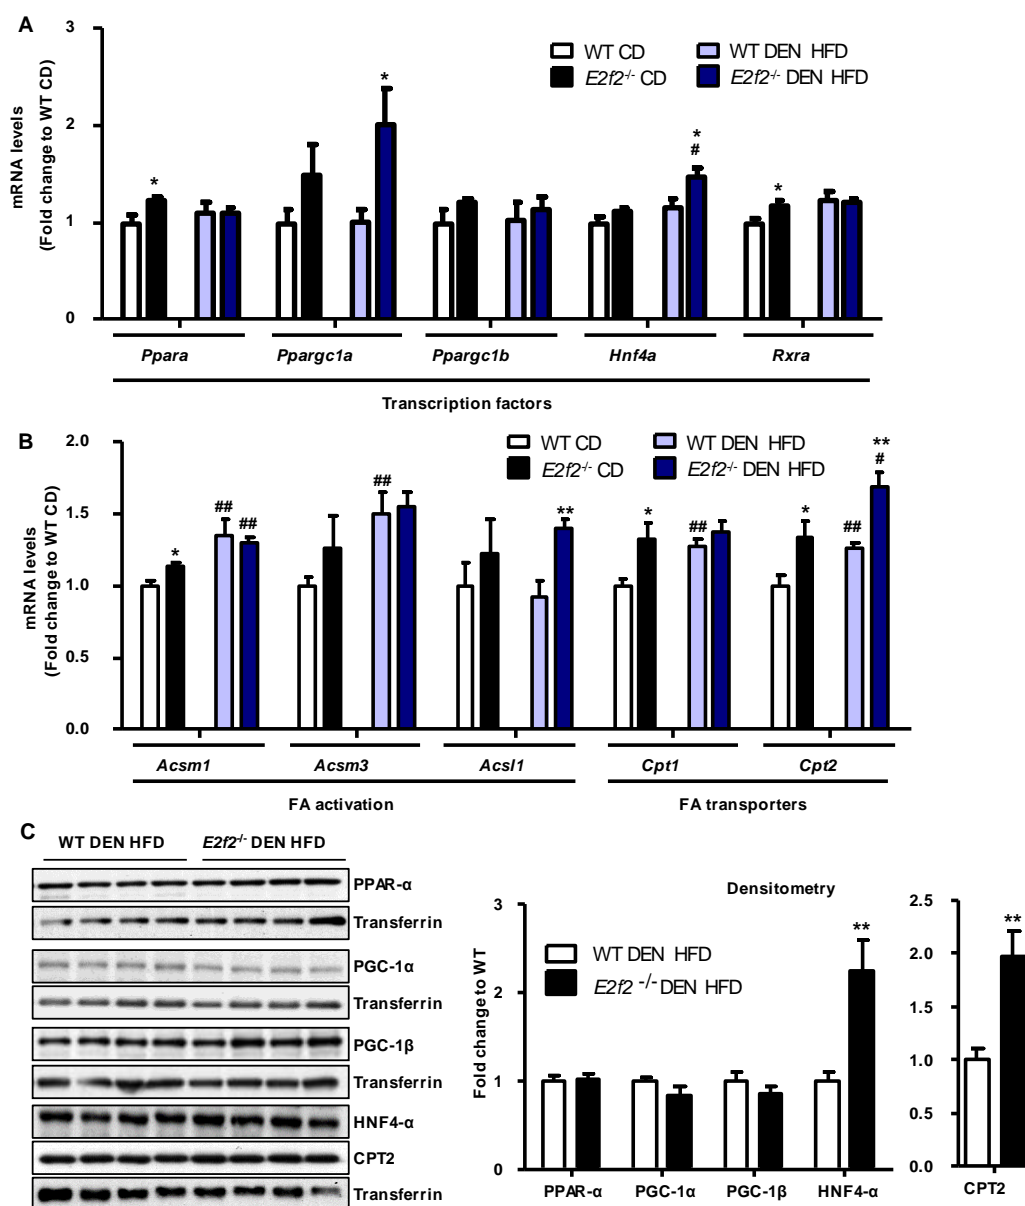 A
3
2
1
0
mRNA levels
(Fold change to WT CD)
WT CD
WT DEN HFD
E2f2-/- CD
E2f2-/- DEN HFD
*
*
*
#
*
Ppara
Ppargc1a
Ppargc1b
Hnf4a
Rxra
Transcription factors
B
2.0
1.5
1.0
0.5
0.0
mRNA levels
(Fold change to WT CD)
WT CD
WT DEN HFD
E2f2-/- CD
E2f2-/- DEN HFD
*
##
##
##
**
*
##
*
##
**
#
Acsm1
Acsm3
Acsl1
Cpt1
Cpt2
FA activation
FA transporters
C
WT DEN HFD
E2f2-/- DEN HFD
PPAR-α
Transferrin
PGC-1α
Transferrin
PGC-1β
Transferrin
HNF4-α
CPT2
Transferrin
Densitometry
3
2
1
0
Fold change to WT
WT DEN HFD
E2f2 -/- DEN HFD
**
PPAR-α
PGC-1α
PGC-1β
HNF4-α
2.5
2.0
1.5
1.0
0.5
0.0
**
CPT2